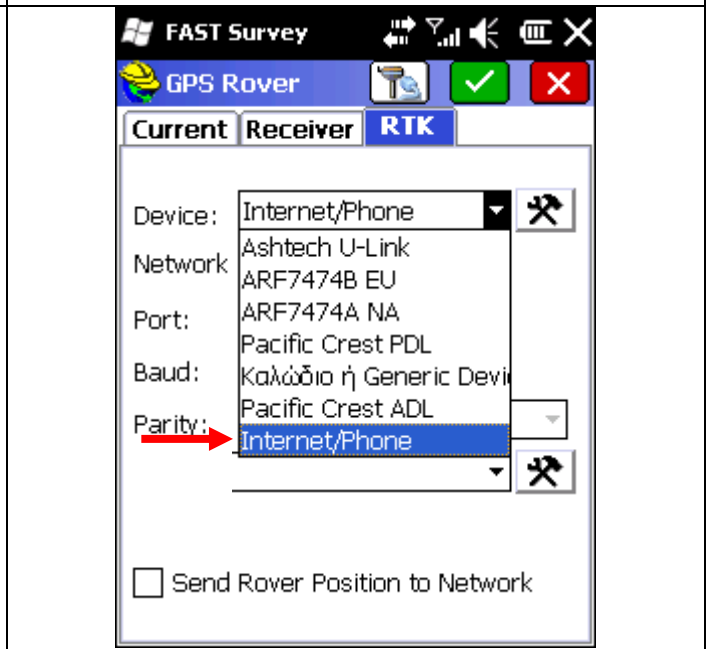 FAST Survey
GPS Rover
Current Receiver RTK
Device: Internet/Phone
Ashtech U-Link
Network
ARF7474B EU
Port: ARF7474A NA
Pacific Crest PDL
Baud: Καλώδιο ή Generic Devi
Parity: Pacific Crest ADL
Internet/Phone
Send Rover Position to Network